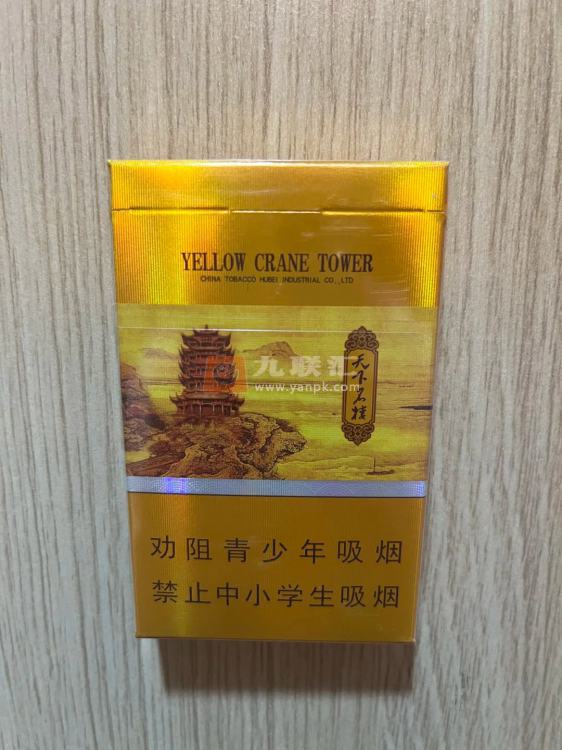 YELLOW CRANE TOWER
CHINA TOBACCO HUBEI INDUSTRIAL CO.,LTD
九联汇
www.yanpk.com
天下名楼
劝阻青少年吸烟
禁止中小学生吸烟